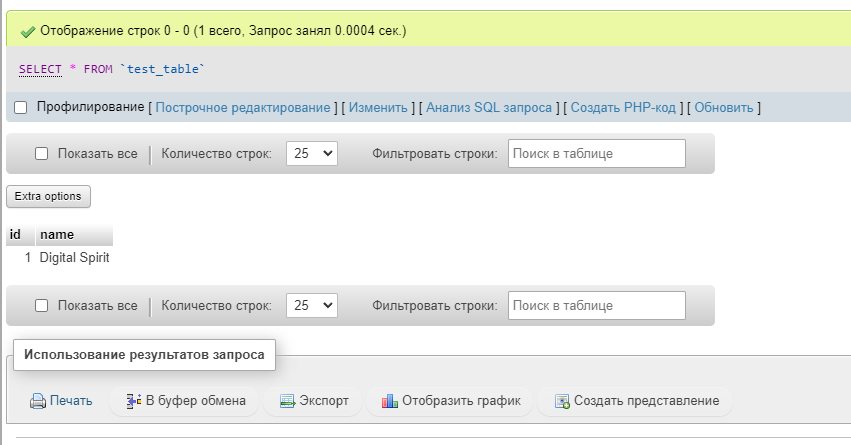 Отображение строк 0 - 0 (1 всего, Запрос занял 0.0004 сек.)
SELECT * FROM `test_table`
Профилирование [ Построчное редактирование ] [ Изменить ] [ Анализ SQL запроса ] [ Создать PHP-код ] [ Обновить ]
Показать все | Количество строк: 25 Фильтровать строки: Поиск в таблице
Extra options
id name
1 Digital Spirit
Показать все | Количество строк: 25 Фильтровать строки: Поиск в таблице
Использование результатов запроса
Печать В буфер обмена Экспорт Отобразить график Создать представление